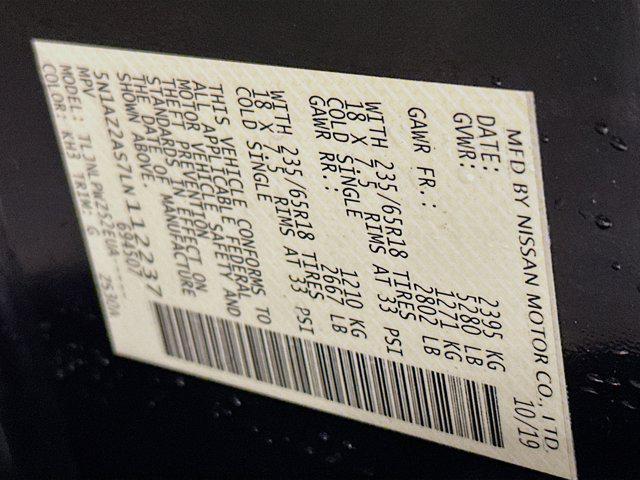 MFD BY NISSAN MOTOR CO., LTD.
DATE: 10/19
GVWR: 2395 KG
5280 LB
GAWR FR.: 1271 KG
2802 LB
WITH 235/65R18 TIRES
18 X 7.5 RIMS AT 33 PSI
COLD SINGLE
GAWR RR.: 1210 KG
2667 LB
WITH 235/65R18 TIRES
18 X 7.5 RIMS AT 33 PSI
COLD SINGLE
THIS VEHICLE CONFORMS TO
ALL APPLICABLE FEDERAL
MOTOR VEHICLE SAFETY AND
THEFT PREVENTION
STANDARDS IN EFFECT ON
THE DATE OF MANUFACTURE
SHOWN ABOVE.
5N1AZ2AS7LN112237
MPV
MODEL:
COLOR: KH3 TRIM: G